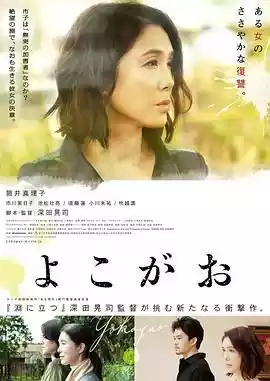 ある女の
ささやかな復讐。
市子は「無実の加害者」なのか?
絶望の淵で、なおも生きる彼女の決意。
筒井真理子
市川実日子 池松壮亮 / 須藤蓮 小川未祐 / 吹越満
脚本・監督:深田晃司
よこがお
『淵に立つ』深田晃司監督が挑む新たなる衝撃作。
Yokogao